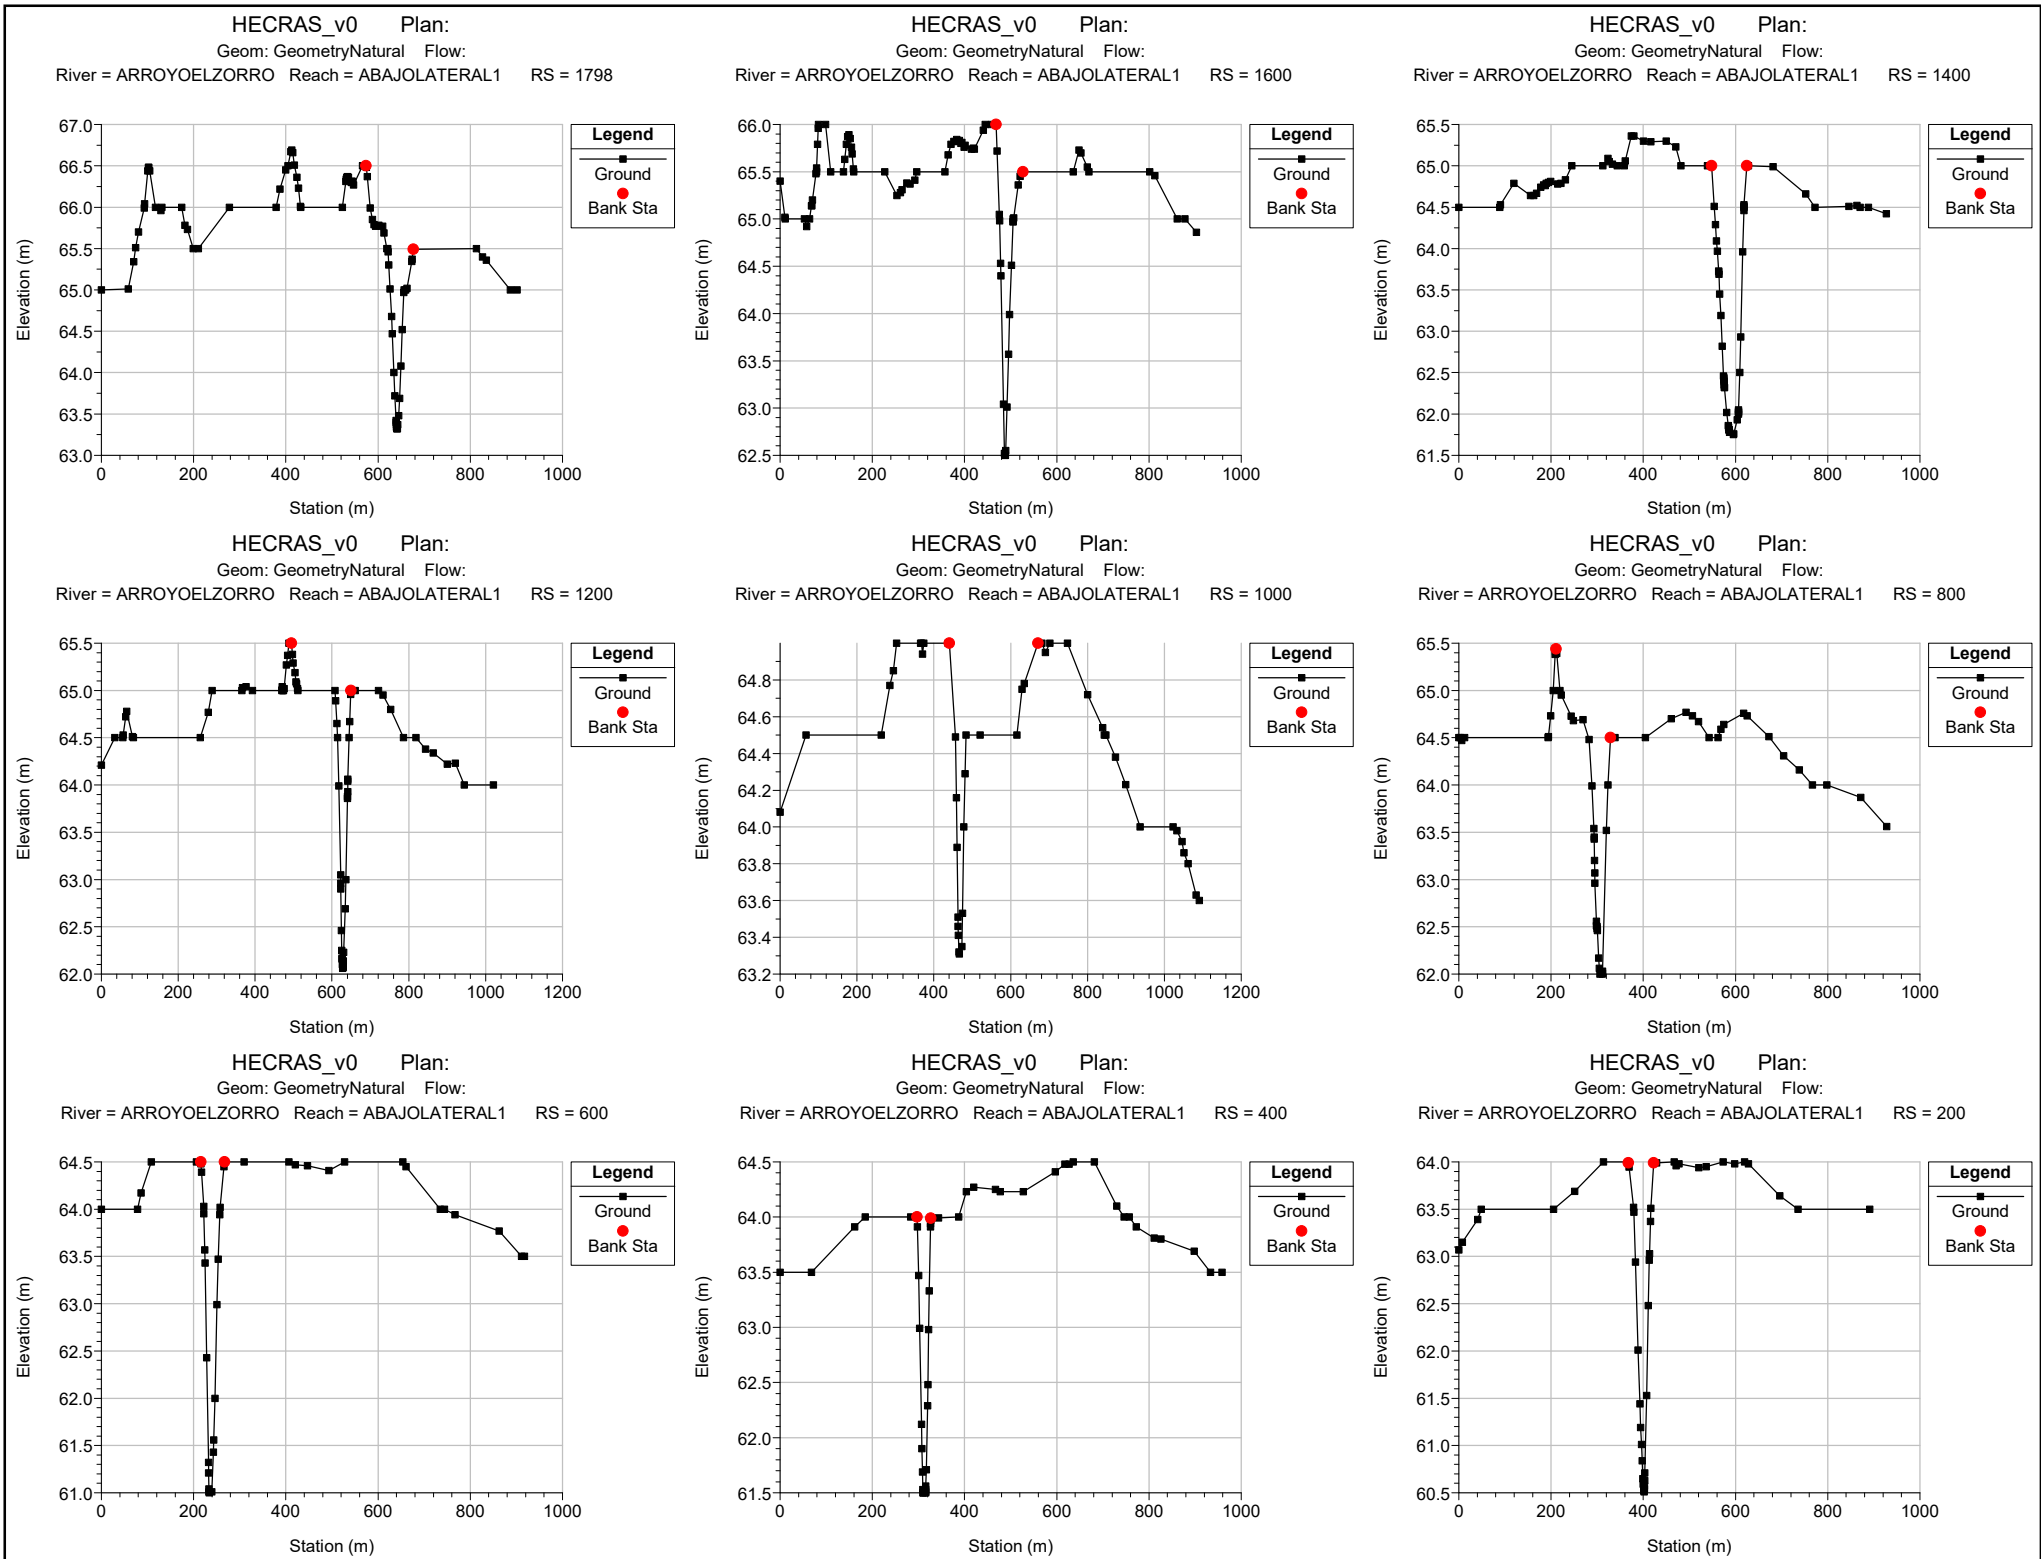 HECRAS_v0 Plan:
Geom: GeometryNatural Flow:
River = ARROYOELZORRO Reach = ABAJOLATERAL1 RS = 1798
67.0
66.5
66.0
65.5
65.0
64.5
64.0
63.5
63.0
0 200 400 600 800 1000
Elevation (m)
Station (m)
Legend
Ground
Bank Sta
HECRAS_v0 Plan:
Geom: GeometryNatural Flow:
River = ARROYOELZORRO Reach = ABAJOLATERAL1 RS = 1600
66.0
65.5
65.0
64.5
64.0
63.5
63.0
62.5
0 200 400 600 800 1000
Elevation (m)
Station (m)
Legend
Ground
Bank Sta
HECRAS_v0 Plan:
Geom: GeometryNatural Flow:
River = ARROYOELZORRO Reach = ABAJOLATERAL1 RS = 1400
65.5
65.0
64.5
64.0
63.5
63.0
62.5
62.0
61.5
0 200 400 600 800 1000
Elevation (m)
Station (m)
Legend
Ground
Bank Sta
HECRAS_v0 Plan:
Geom: GeometryNatural Flow:
River = ARROYOELZORRO Reach = ABAJOLATERAL1 RS = 1200
65.5
65.0
64.5
64.0
63.5
63.0
62.5
62.0
0 200 400 600 800 1000 1200
Elevation (m)
Station (m)
Legend
Ground
Bank Sta
HECRAS_v0 Plan:
Geom: GeometryNatural Flow:
River = ARROYOELZORRO Reach = ABAJOLATERAL1 RS = 1000
64.8
64.6
64.4
64.2
64.0
63.8
63.6
63.4
63.2
0 200 400 600 800 1000 1200
Elevation (m)
Station (m)
Legend
Ground
Bank Sta
HECRAS_v0 Plan:
Geom: GeometryNatural Flow:
River = ARROYOELZORRO Reach = ABAJOLATERAL1 RS = 800
65.5
65.0
64.5
64.0
63.5
63.0
62.5
62.0
0 200 400 600 800 1000
Elevation (m)
Station (m)
Legend
Ground
Bank Sta
HECRAS_v0 Plan:
Geom: GeometryNatural Flow:
River = ARROYOELZORRO Reach = ABAJOLATERAL1 RS = 600
64.5
64.0
63.5
63.0
62.5
62.0
61.5
61.0
0 200 400 600 800 1000
Elevation (m)
Station (m)
Legend
Ground
Bank Sta
HECRAS_v0 Plan:
Geom: GeometryNatural Flow:
River = ARROYOELZORRO Reach = ABAJOLATERAL1 RS = 400
64.5
64.0
63.5
63.0
62.5
62.0
61.5
0 200 400 600 800 1000
Elevation (m)
Station (m)
Legend
Ground
Bank Sta
HECRAS_v0 Plan:
Geom: GeometryNatural Flow:
River = ARROYOELZORRO Reach = ABAJOLATERAL1 RS = 200
64.0
63.5
63.0
62.5
62.0
61.5
61.0
60.5
0 200 400 600 800 1000
Elevation (m)
Station (m)
Legend
Ground
Bank Sta